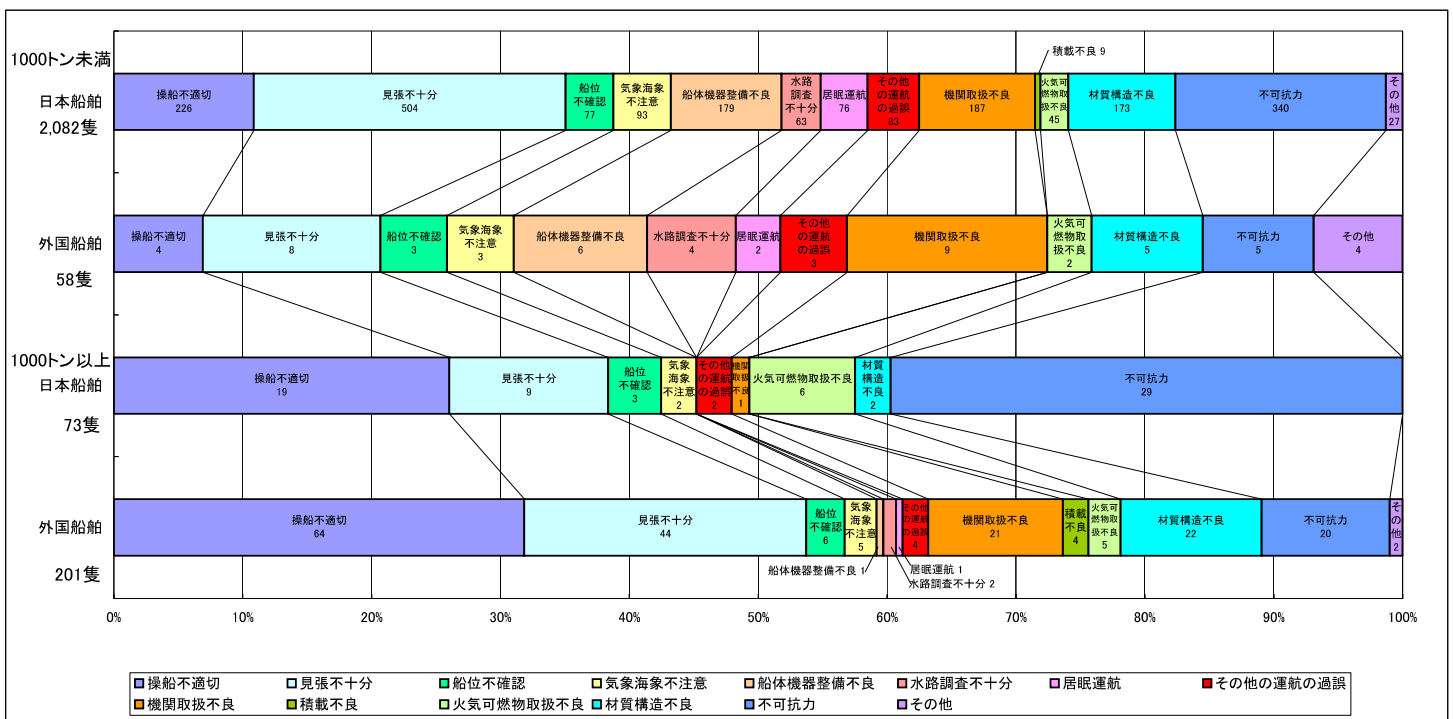 1000トン未満
積載不良 9
日本船舶
2,082隻
操船不適切
226
見張不十分
504
船位
不確認
77
気象海象
不注意
93
船体機器整備不良
179
水路
調査
不十分
63
居眠運航
76
その他
の運航
の過誤
83
機関取扱不良
187
火気可
燃物取
扱不良
45
材質構造不良
173
不可抗力
340
その
他
27
外国船舶
58隻
操船不適切
4
見張不十分
8
船位不確認
3
気象海象
不注意
3
船体機器整備不良
6
水路調査不十分
4
居眠運航
2
その他
の運航
の過誤
3
機関取扱不良
9
火気可
燃物取
扱不良
2
材質構造不良
5
不可抗力
5
その他
4
1000トン以上
日本船舶
73隻
操船不適切
19
見張不十分
9
船位
不確認
3
気象
海象
不注意
2
その他
の運航
の過誤
2
機関
取扱
不良
1
火気可燃物取扱不良
6
材質
構造
不良
2
不可抗力
29
外国船舶
201隻
操船不適切
64
見張不十分
44
船位
不確認
6
気象
海象
不注意
5
船体機器整備不良 1
水路調査不十分 2
居眠運航 1
その他
の運航
の過誤
4
機関取扱不良
21
積載
不良
4
火気可
燃物取
扱不良
5
材質構造不良
22
不可抗力
20
その
他
2
0% 10% 20% 30% 40% 50% 60% 70% 80% 90% 100%
操船不適切 見張不十分 船位不確認 気象海象不注意 船体機器整備不良 水路調査不十分 居眠運航 その他の運航の過誤
機関取扱不良 積載不良 火気可燃物取扱不良 材質構造不良 不可抗力 その他